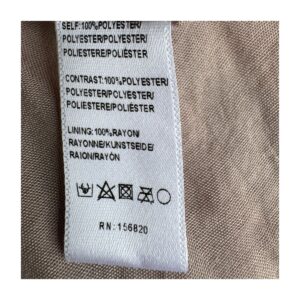 SELF:100%POLYESTER/
POLYESTER/POLYESTER/
POLIESTERE/POLIÉSTER
CONTRAST:100%POLYESTER/
POLYESTER/POLYESTER/
POLIESTERE/POLIÉSTER
LINING:100%RAYON/
RAYONNE/KUNSTSEIDE/
RAION/RAYÓN
RN:156820